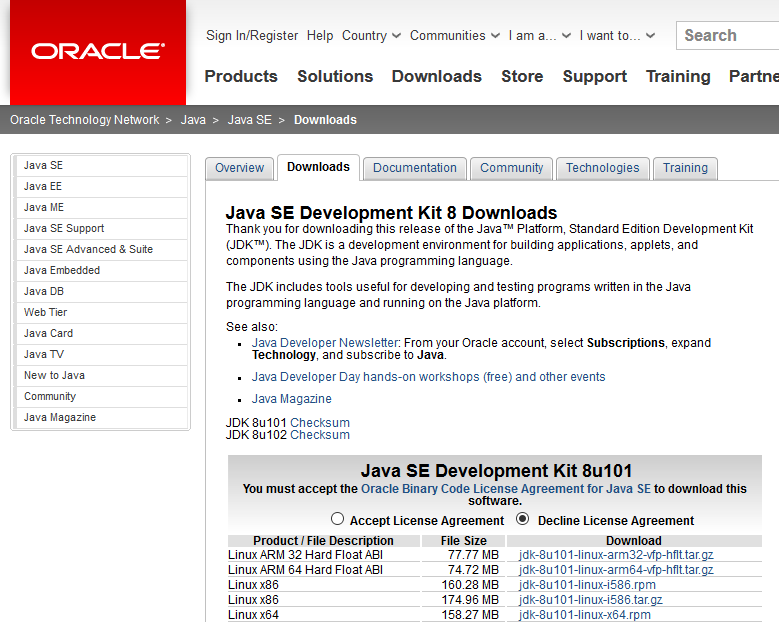 ORACLE
Sign In/Register Help Country Communities I am a... I want to... Search
Products Solutions Downloads Store Support Training Partne
Oracle Technology Network > Java > Java SE > Downloads
Java SE
Java EE
Java ME
Java SE Support
Java SE Advanced & Suite
Java Embedded
Java DB
Web Tier
Java Card
Java TV
New to Java
Community
Java Magazine
Overview Downloads Documentation Community Technologies Training
Java SE Development Kit 8 Downloads
Thank you for downloading this release of the Java™ Platform, Standard Edition Development Kit
(JDK™). The JDK is a development environment for building applications, applets, and
components using the Java programming language.
The JDK includes tools useful for developing and testing programs written in the Java
programming language and running on the Java platform.
See also:
Java Developer Newsletter: From your Oracle account, select Subscriptions, expand
Technology, and subscribe to Java.
Java Developer Day hands-on workshops (free) and other events
Java Magazine
JDK 8u101 Checksum
JDK 8u102 Checksum
Java SE Development Kit 8u101
You must accept the Oracle Binary Code License Agreement for Java SE to download this
software.
Accept License Agreement Decline License Agreement
Product / File Description File Size Download
Linux ARM 32 Hard Float ABI 77.77 MB jdk-8u101-linux-arm32-vfp-hflt.tar.gz
Linux ARM 64 Hard Float ABI 74.72 MB jdk-8u101-linux-arm64-vfp-hflt.tar.gz
Linux x86 160.28 MB jdk-8u101-linux-i586.rpm
Linux x86 174.96 MB jdk-8u101-linux-i586.tar.gz
Linux x64 158.27 MB jdk-8u101-linux-x64.rpm